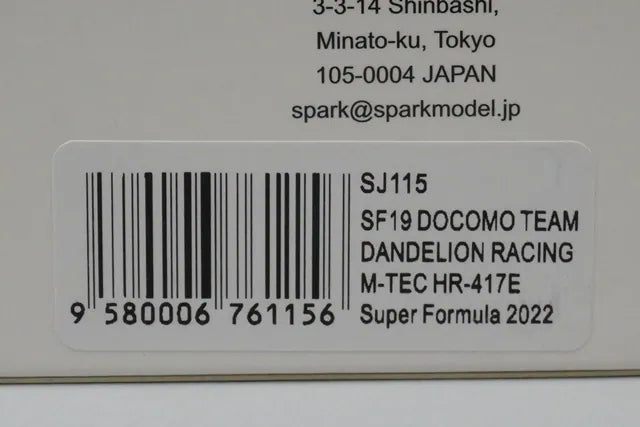 3-3-14 Shinbashi,
Minato-ku, Tokyo
105-0004 JAPAN
spark@sparkmodel.jp
SJ115
SF19 DOCOMO TEAM
DANDELION RACING
M-TEC HR-417E
Super Formula 2022
9 580006 761156